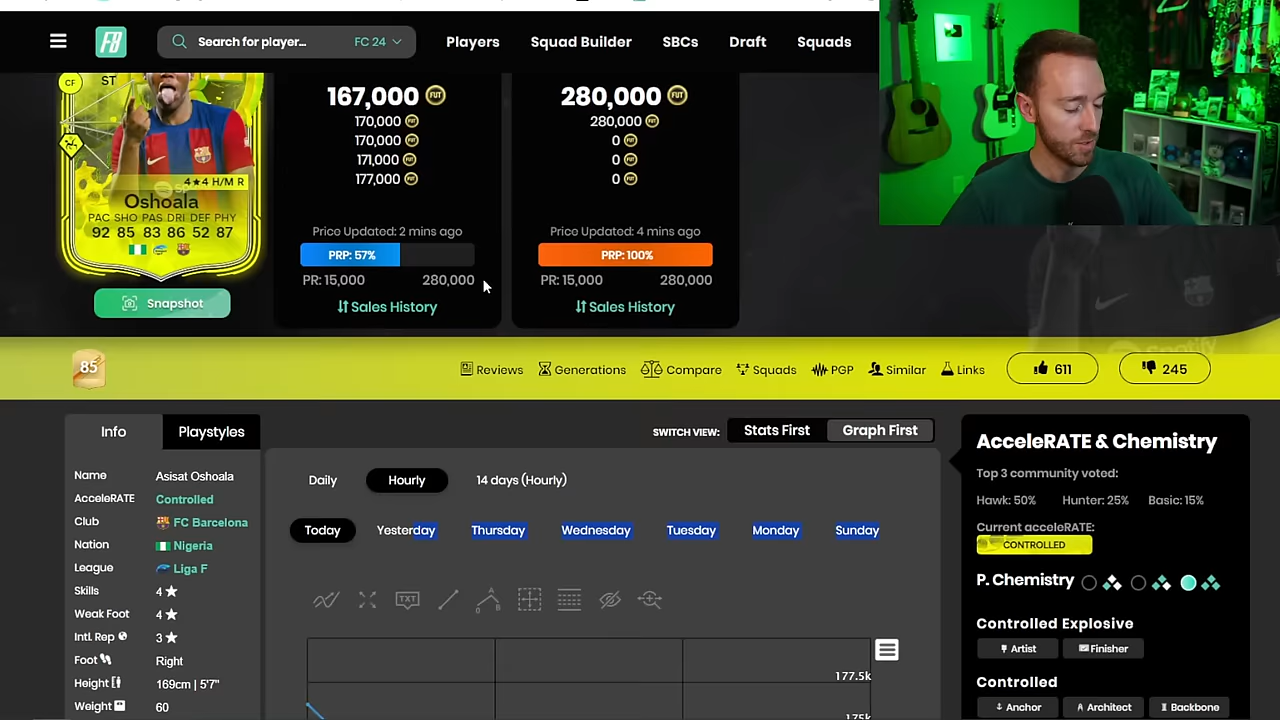 FB
Search for player...
FC 24
Players
Squad Builder
SBCs
Draft
Squads
CF
ST
4★4 H/M R
Oshoala
PAC SHO PAS DRI DEF PHY
92 85 83 86 52 87
Snapshot
167,000
170,000
170,000
171,000
177,000
Price Updated: 2 mins ago
PRP: 57%
PR: 15,000
280,000
Sales History
280,000
280,000
0
0
0
Price Updated: 4 mins ago
PRP: 100%
PR: 15,000
280,000
Sales History
85
Reviews
Generations
Compare
Squads
PGP
Similar
Links
611
245
Info
Playstyles
Name Asisat Oshoala
AcceleRATE Controlled
Club FC Barcelona
Nation Nigeria
League Liga F
Skills 4★
Weak Foot 4★
Intl. Rep 3★
Foot Right
Height 169cm | 5'7"
Weight 60
SWITCH VIEW:
Stats First
Graph First
Daily
Hourly
14 days (Hourly)
Today
Yesterday
Thursday
Wednesday
Tuesday
Monday
Sunday
TXT
177.5k
175k
AcceleRATE & Chemistry
Top 3 community voted:
Hawk: 50% Hunter: 25% Basic: 15%
Current acceleRATE:
CONTROLLED
P. Chemistry
Controlled Explosive
Artist
Finisher
Controlled
Anchor
Architect
Backbone